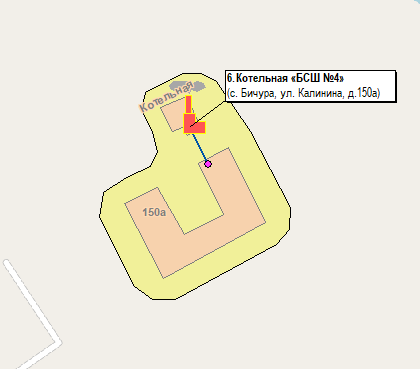 6. Котельная «БСШ №4»
(с. Бичура, ул. Калинина, д.150а)
Котельная
150а